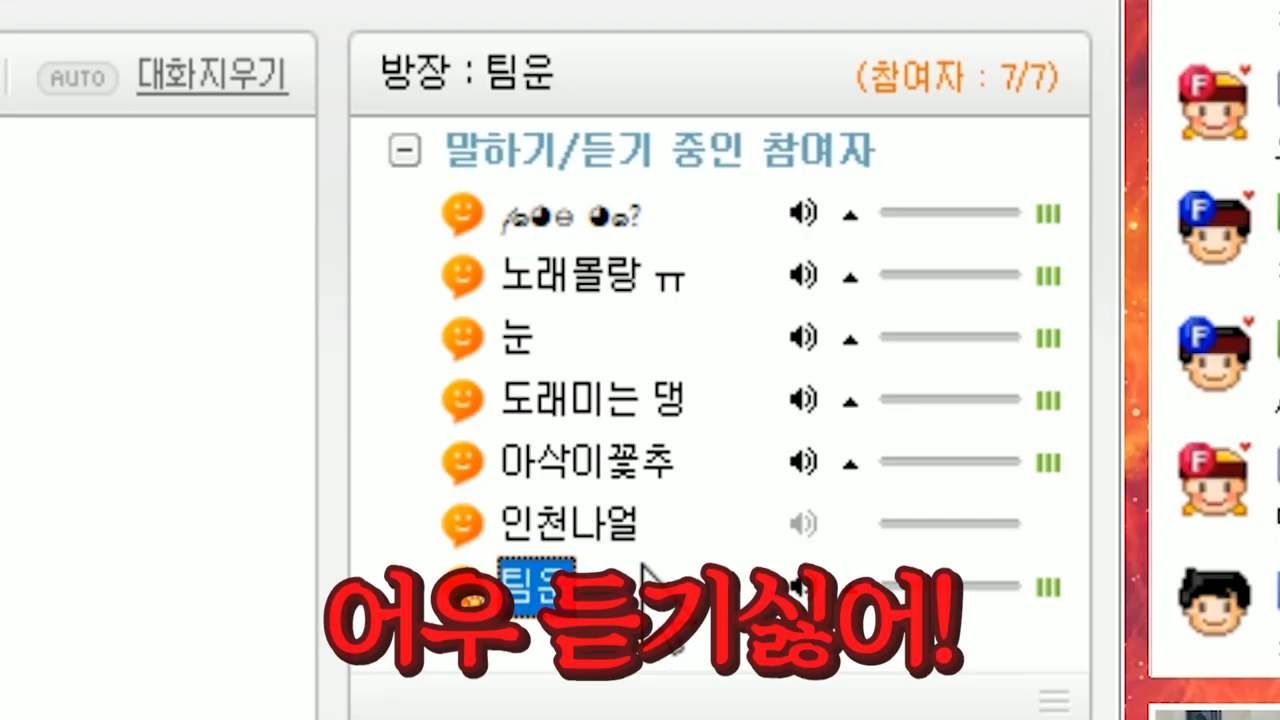 AUTO 대화지우기
방장 : 팀운 (참여자 : 7/7)
말하기/듣기 중인 참여자
노래몰랑 ㅠ
눈
도래미는 댕
아삭이꽃추
인천나얼
팀운
어우 듣기싫어!